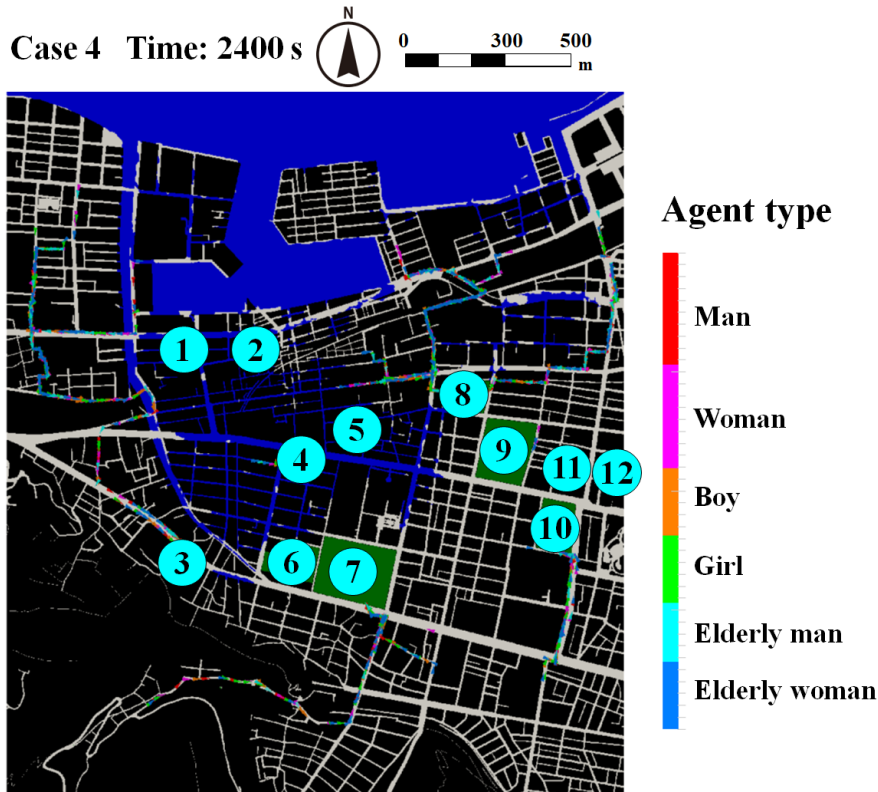 N
Case 4 Time: 2400 s
0 300 500
m
Agent type
Man
Woman
Boy
Girl
Elderly man
Elderly woman
1 2
8
5
9
4
11 12
10
3 6 7